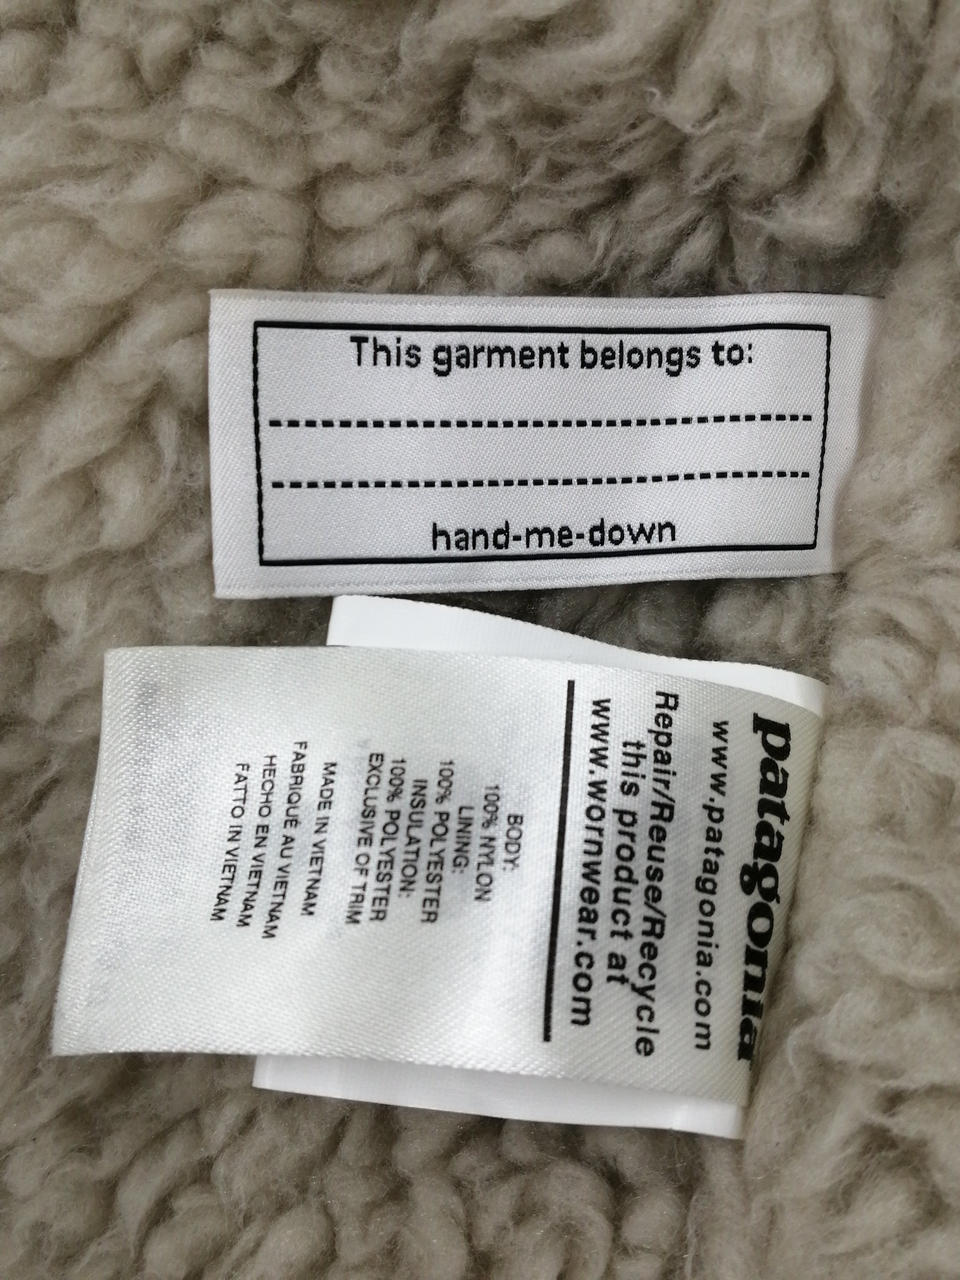 This garment belongs to:
hand-me-down
patagonia
www.patagonia.com
Repair/Reuse/Recycle
this product at
www.wornwear.com
BODY:
100% NYLON
LINING:
100% POLYESTER
INSULATION:
100% POLYESTER
EXCLUSIVE OF TRIM
MADE IN VIETNAM
FABRIQUÉ AU VIETNAM
HECHO EN VIETNAM
FATTO IN VIETNAM